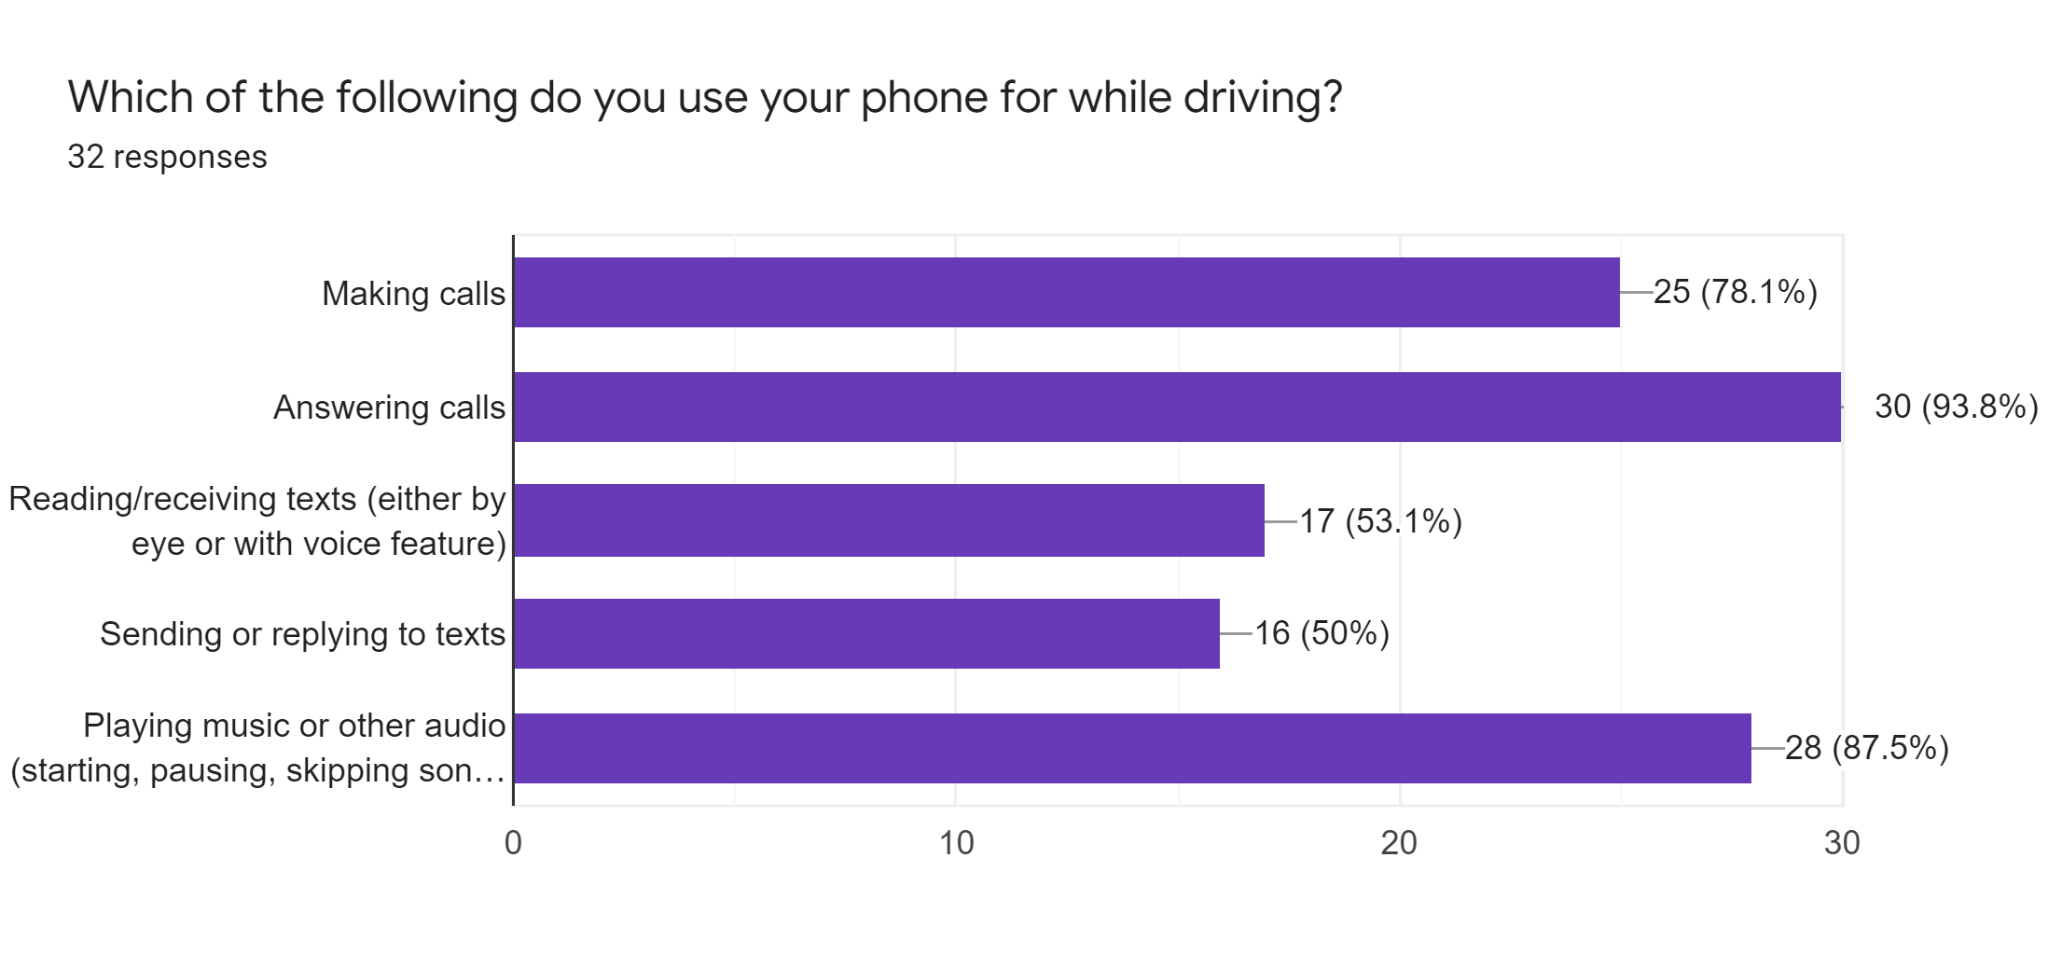 Which of the following do you use your phone for while driving?
32 responses
Making calls
25 (78.1%)
Answering calls
30 (93.8%)
Reading/receiving texts (either by
eye or with voice feature)
17 (53.1%)
Sending or replying to texts
16 (50%)
Playing music or other audio
(starting, pausing, skipping son…
28 (87.5%)
0 10 20 30